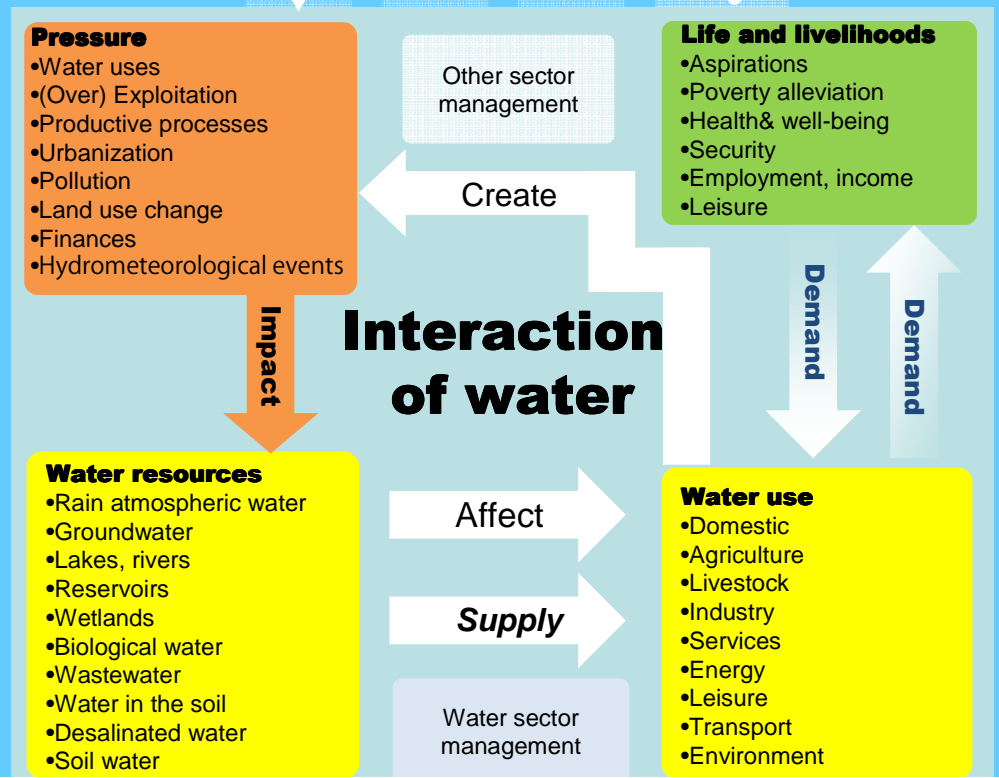 Pressure
•Water uses
•(Over) Exploitation
•Productive processes
•Urbanization
•Pollution
•Land use change
•Finances
•Hydrometeorological events
Other sector
management
Life and livelihoods
•Aspirations
•Poverty alleviation
•Health& well-being
•Security
•Employment, income
•Leisure
Create
Impact
Interaction
of water
Demand
Demand
Water resources
•Rain atmospheric water
•Groundwater
•Lakes, rivers
•Reservoirs
•Wetlands
•Biological water
•Wastewater
•Water in the soil
•Desalinated water
•Soil water
Affect
Supply
Water sector
management
Water use
•Domestic
•Agriculture
•Livestock
•Industry
•Services
•Energy
•Leisure
•Transport
•Environment